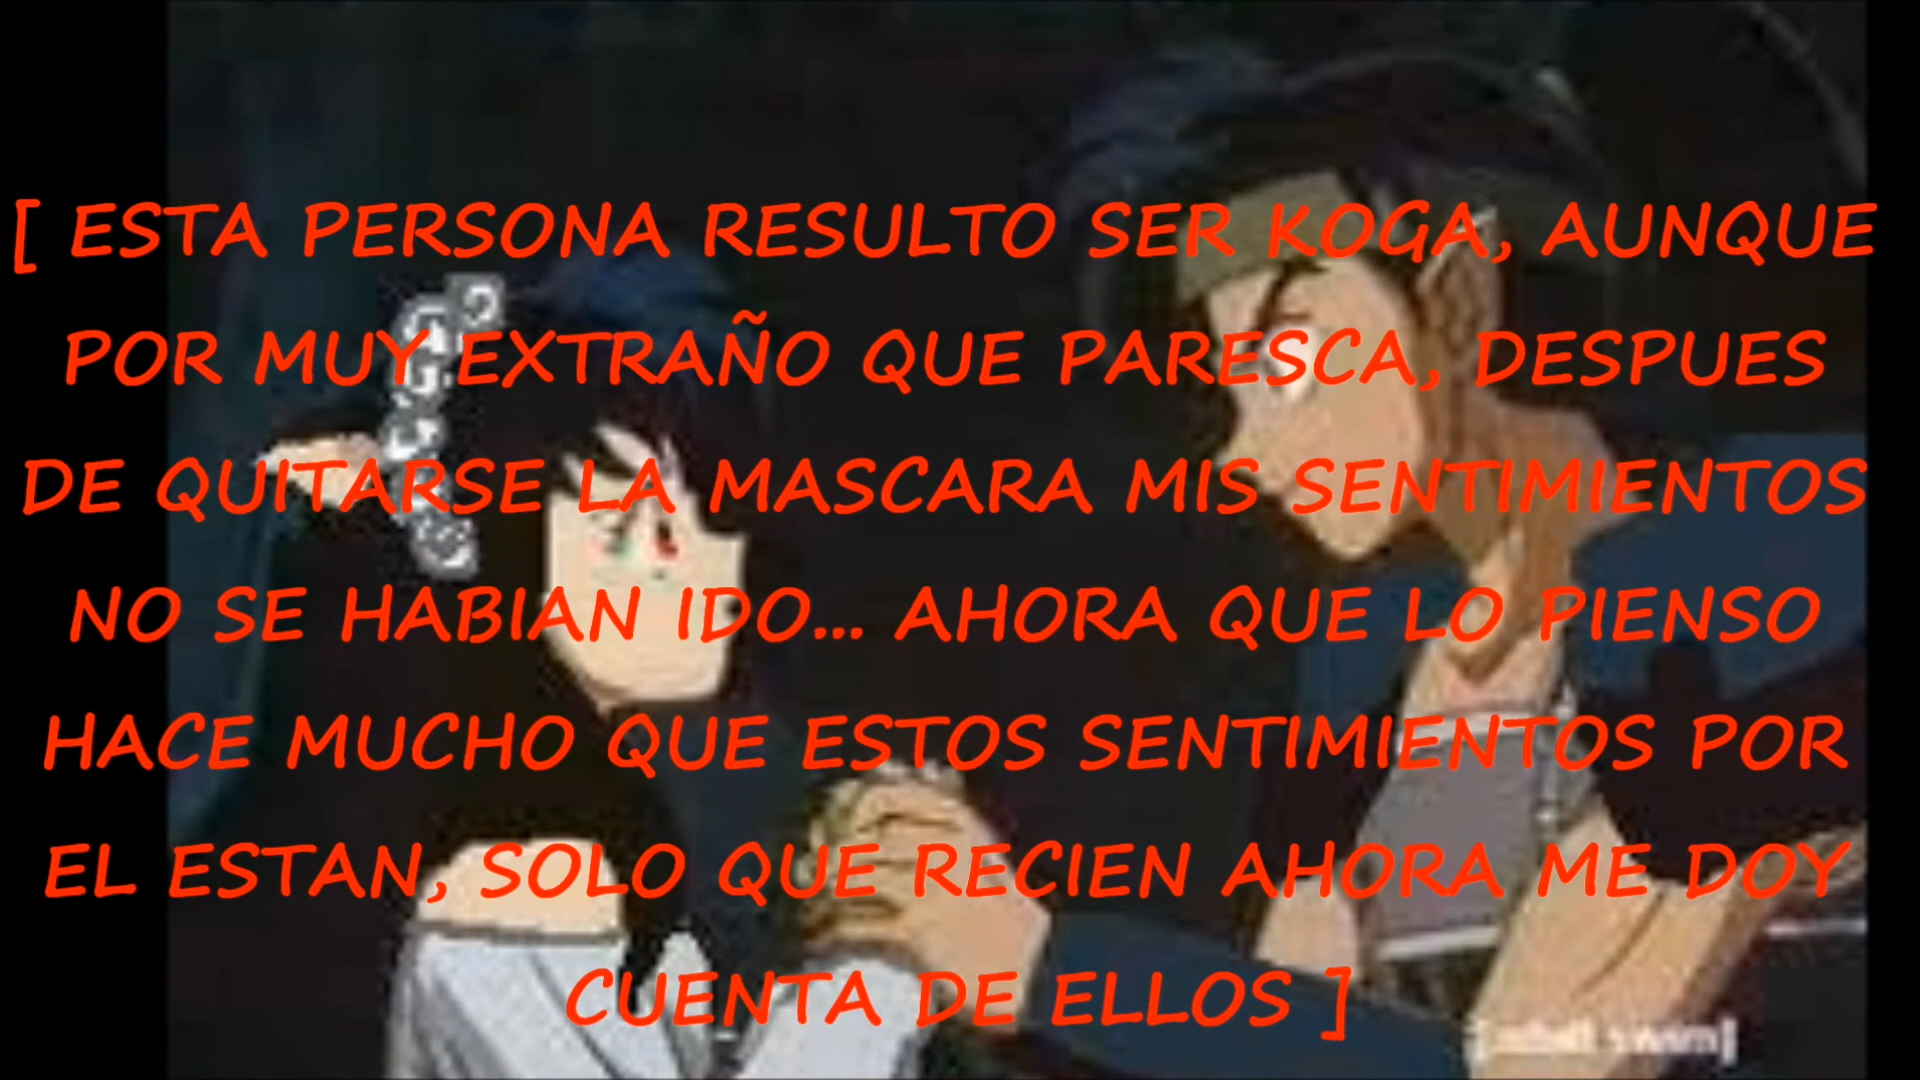 [ ESTA PERSONA RESULTO SER KOGA, AUNQUE
POR MUY EXTRAÑO QUE PARESCA, DESPUES
DE QUITARSE LA MASCARA MIS SENTIMIENTOS
NO SE HABIAN IDO... AHORA QUE LO PIENSO
HACE MUCHO QUE ESTOS SENTIMIENTOS POR
EL ESTAN, SOLO QUE RECIEN AHORA ME DOY
CUENTA DE ELLOS ]
[adult swim]